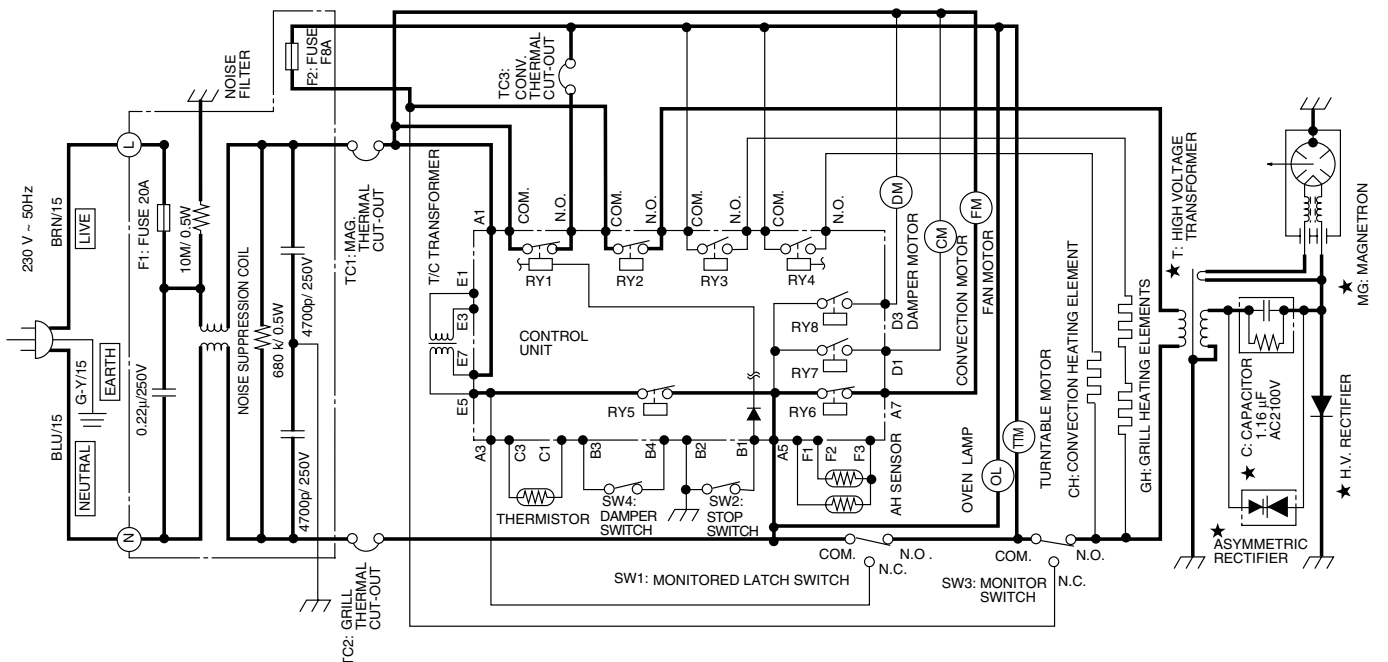 230 V ~ 50Hz
BRN/15
LIVE
G-Y/15
EARTH
BLU/15
NEUTRAL
L
N
F1: FUSE 20A
10M/ 0.5W
0.22µ/250V
NOISE
FILTER
NOISE SUPPRESSION COIL
680 k/ 0.5W
4700p/ 250V
4700p/ 250V
F2: FUSE
F8A
TC1: MAG.
THERMAL
CUT-OUT
TC2: GRILL
THERMAL
CUT-OUT
TC3:
CONV.
THERMAL
CUT-OUT
T/C TRANSFORMER
A1
E1
E3
E7
E5
CONTROL
UNIT
COM.
N.O.
COM.
N.O.
COM.
N.O.
COM.
N.O.
RY1
RY2
RY3
RY4
RY8
RY7
RY5
RY6
D3
D1
A7
DM
DAMPER MOTOR
CM
CONVECTION MOTOR
FM
FAN MOTOR
A3
C3
C1
B3
B4
B2
B1
A5
F1
F2
F3
THERMISTOR
SW4:
DAMPER
SWITCH
SW2:
STOP
SWITCH
AH SENSOR
OVEN LAMP
OL
TTM
TURNTABLE MOTOR
CH: CONVECTION HEATING ELEMENT
GH: GRILL HEATING ELEMENTS
COM.
N.O .
N.C.
SW1: MONITORED LATCH SWITCH
COM.
N.O.
N.C.
SW3: MONITOR
SWITCH
★ T: HIGH VOLTAGE
TRANSFORMER
★ MG: MAGNETRON
★ C: CAPACITOR
1.16 µF
AC2100V
★ H.V. RECTIFIER
★ ASYMMETRIC
RECTIFIER